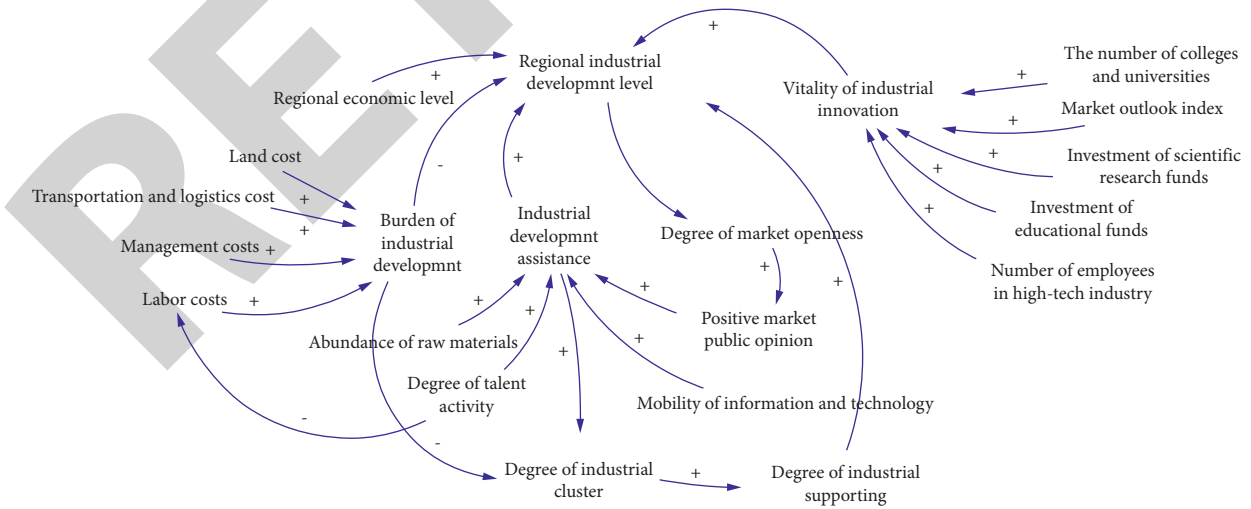 Regional industrial
developmnt level
+
Regional economic level
+
Vitality of industrial
innovation
The number of colleges
and universities
+
Market outlook index
+
Investment of scientific
research funds
+
Investment of
educational funds
+
Number of employees
in high-tech industry
+
Land cost
+
Transportation and logistics cost
+
Management costs
+
Labor costs
+
Burden of
industrial
developmnt
-
Industrial
developmnt
assistance
+
Degree of market openness
+
Positive market
public opinion
+
Abundance of raw materials
+
Degree of talent
activity
+
-
Mobility of information and technology
+
+
-
Degree of industrial
cluster
+
Degree of industrial
supporting
+
RET